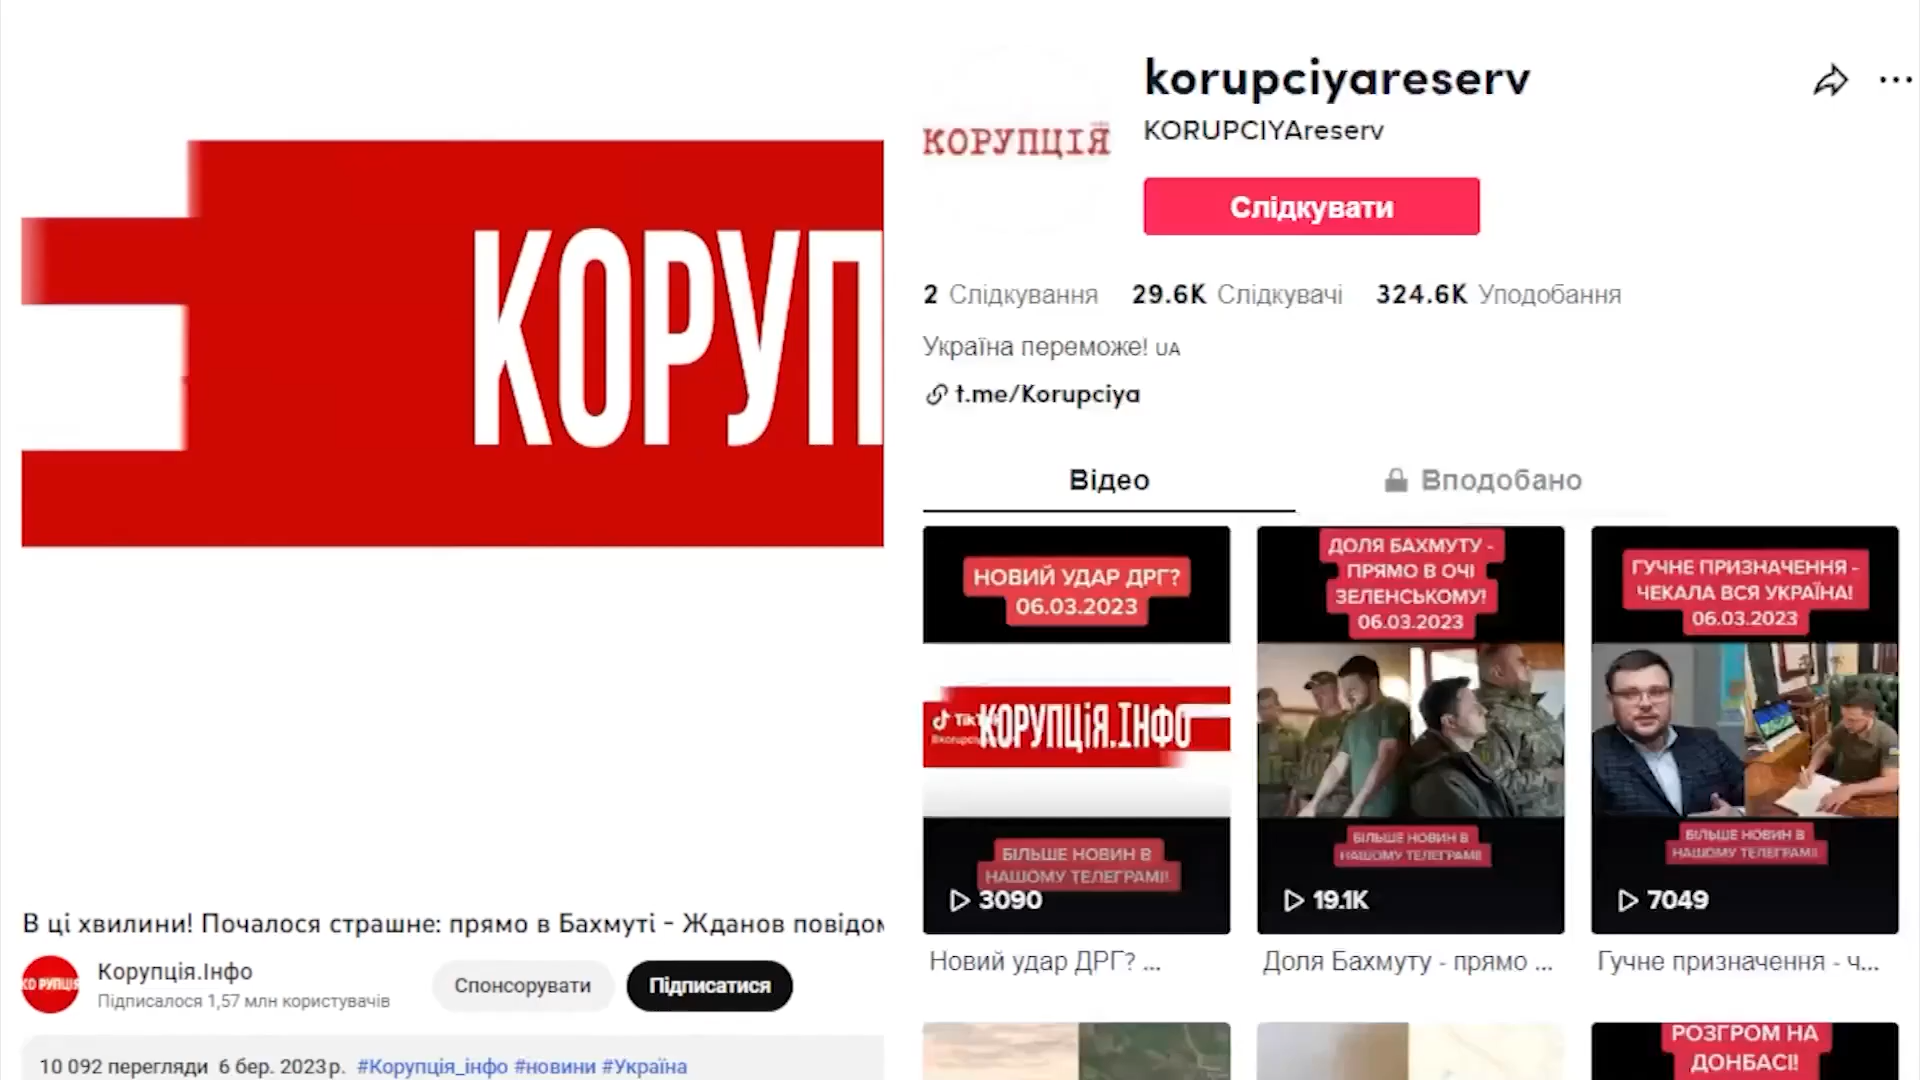 КОРУП
В ці хвилини! Почалося страшне: прямо в Бахмуті - Жданов повідом
КОРУПЦІЯ
Корупція.Інфо
Підписалося 1,57 млн користувачів
Спонсорувати
Підписатися
10 092 перегляди 6 бер. 2023 р. #Корупція_інфо #новини #Україна
КОРУПЦІЯ
korupciyareserv
KORUPCIYAreserv
Слідкувати
2 Слідкування 29.6K Слідкувачі 324.6K Уподобання
Україна переможе! UA
t.me/Korupciya
Відео
Вподобано
НОВИЙ УДАР ДРГ?
06.03.2023
КОРУПЦіЯ.ІНФО
БІЛЬШЕ НОВИН В
НАШОМУ ТЕЛЕГРАМІ!
3090
Новий удар ДРГ? ...
ДОЛЯ БАХМУТУ -
ПРЯМО В ОЧІ
ЗЕЛЕНСЬКОМУ!
06.03.2023
БІЛЬШЕ НОВИН В
НАШОМУ ТЕЛЕГРАМІ!
19.1K
Доля Бахмуту - прямо ...
ГУЧНЕ ПРИЗНАЧЕННЯ -
ЧЕКАЛА ВСЯ УКРАЇНА!
06.03.2023
БІЛЬШЕ НОВИН В
НАШОМУ ТЕЛЕГРАМІ!
7049
Гучне призначення - ч...
РОЗГРОМ НА
ДОНБАСІ!